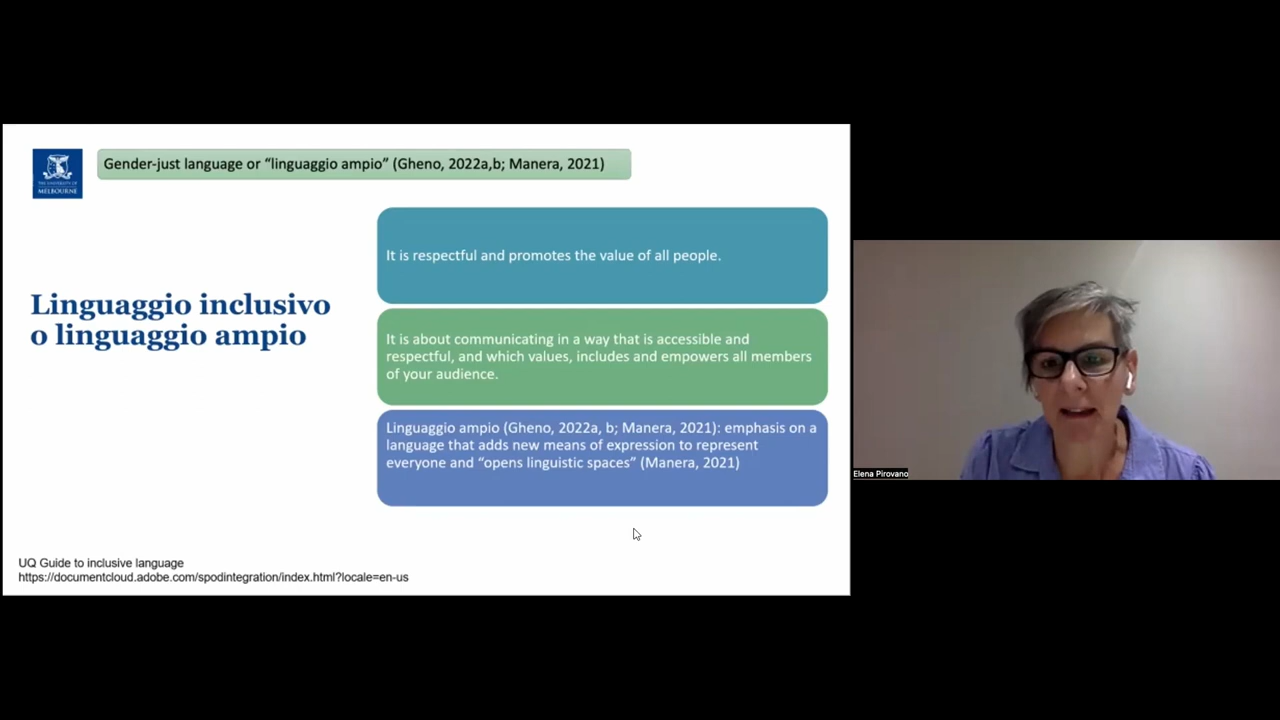 Gender-just language or “linguaggio ampio” (Gheno, 2022a,b; Manera, 2021)
THE UNIVERSITY OF
MELBOURNE
Linguaggio inclusivo
o linguaggio ampio
It is respectful and promotes the value of all people.
It is about communicating in a way that is accessible and
respectful, and which values, includes and empowers all members
of your audience.
Linguaggio ampio (Gheno, 2022a, b; Manera, 2021): emphasis on a
language that adds new means of expression to represent
everyone and “opens linguistic spaces” (Manera, 2021)
UQ Guide to inclusive language
https://documentcloud.adobe.com/spodintegration/index.html?locale=en-us
Elena Pirovano